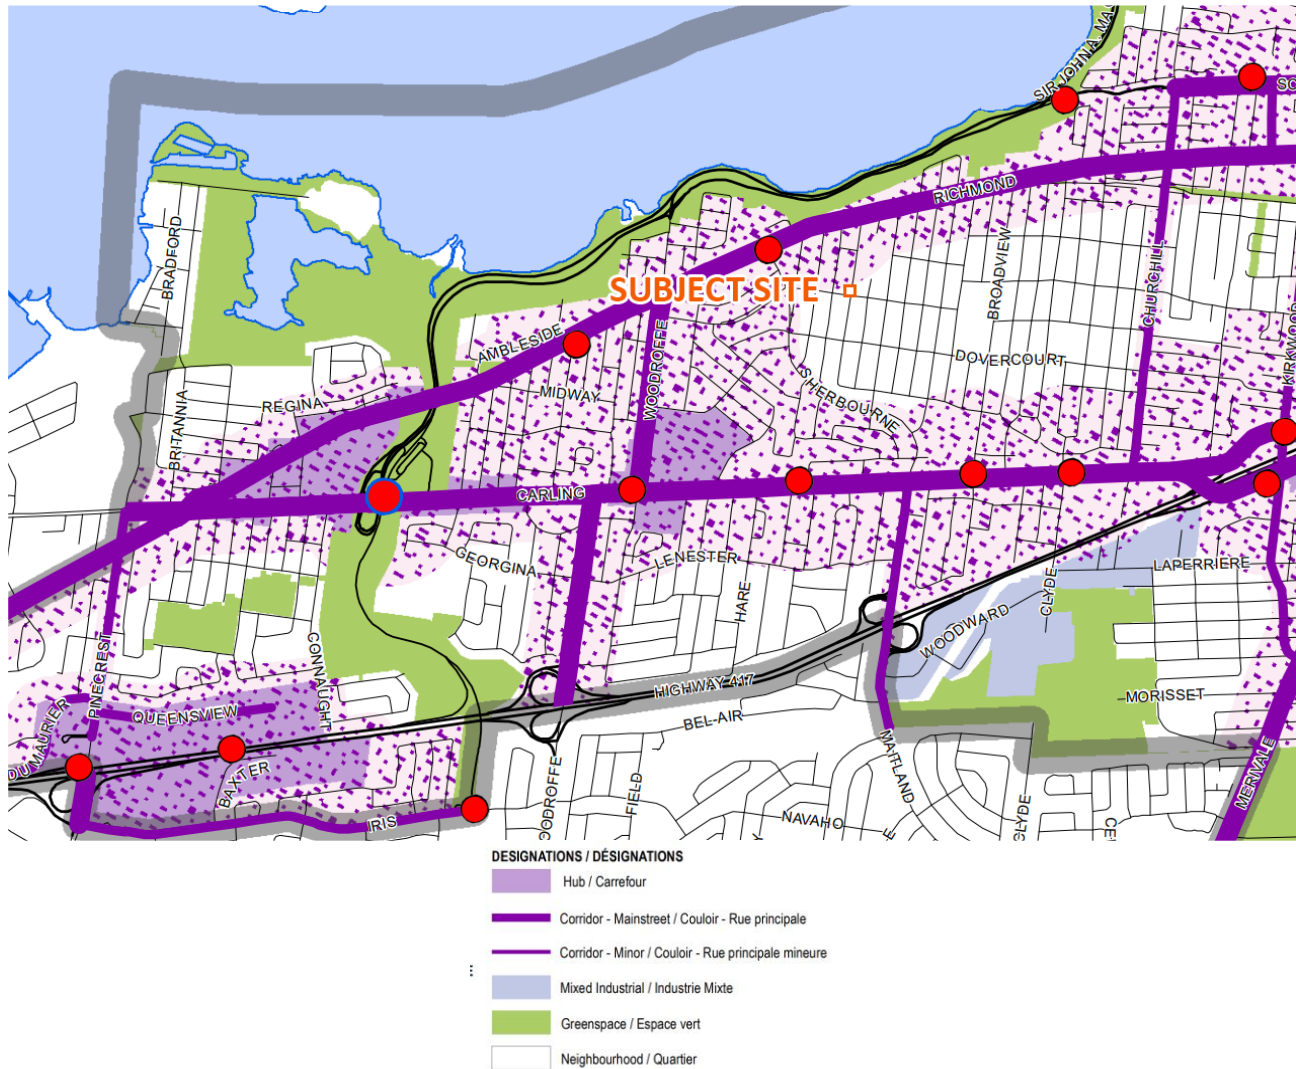 SIR JOHN A. MA
SC
RICHMOND
BRADFORD
BROADVIEW
CHURCHILL
SUBJECT SITE
KIRKWOOD
AMBLESIDE
WOODROFFE
DOVERCOURT
MIDWAY
SHERBOURNE
REGINA
BRITANNIA
CARLING
GEORGINA
LENESTER
LAPERRIERE
HARE
CLYDE
WOODWARD
PINECREST
CONNAUGHT
HIGHWAY 417
MORISSET
QUEENSVIEW
BEL-AIR
DU MAURIER
BAXTER
MAITLAND
MERIVALE
OODROFFE
FIELD
IRIS
NAVAHO
Y
E
CLYDE
CE
DESIGNATIONS / DÉSIGNATIONS
Hub / Carrefour
Corridor - Mainstreet / Couloir - Rue principale
Corridor - Minor / Couloir - Rue principale mineure
Mixed Industrial / Industrie Mixte
Greenspace / Espace vert
Neighbourhood / Quartier